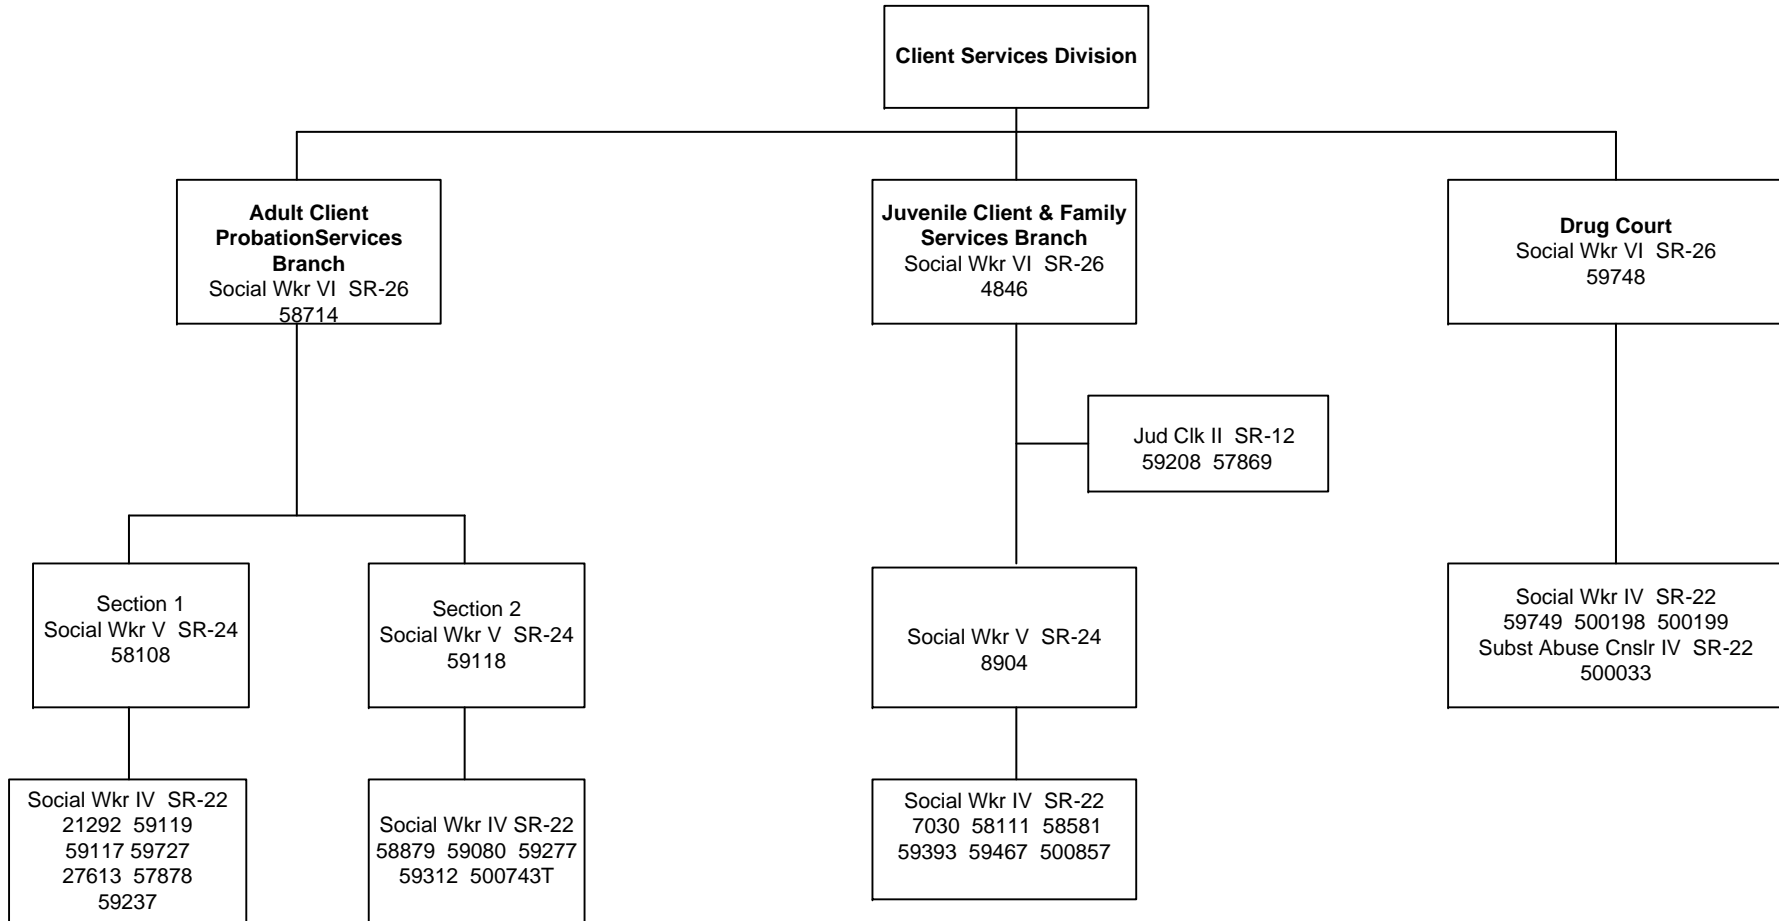 Client Services Division
Adult Client
ProbationServices
Branch
Social Wkr VI SR-26
58714
Juvenile Client & Family
Services Branch
Social Wkr VI SR-26
4846
Drug Court
Social Wkr VI SR-26
59748
Jud Clk II SR-12
59208 57869
Section 1
Social Wkr V SR-24
58108
Section 2
Social Wkr V SR-24
59118
Social Wkr V SR-24
8904
Social Wkr IV SR-22
59749 500198 500199
Subst Abuse Cnslr IV SR-22
500033
Social Wkr IV SR-22
21292 59119
59117 59727
27613 57878
59237
Social Wkr IV SR-22
58879 59080 59277
59312 500743T
Social Wkr IV SR-22
7030 58111 58581
59393 59467 500857